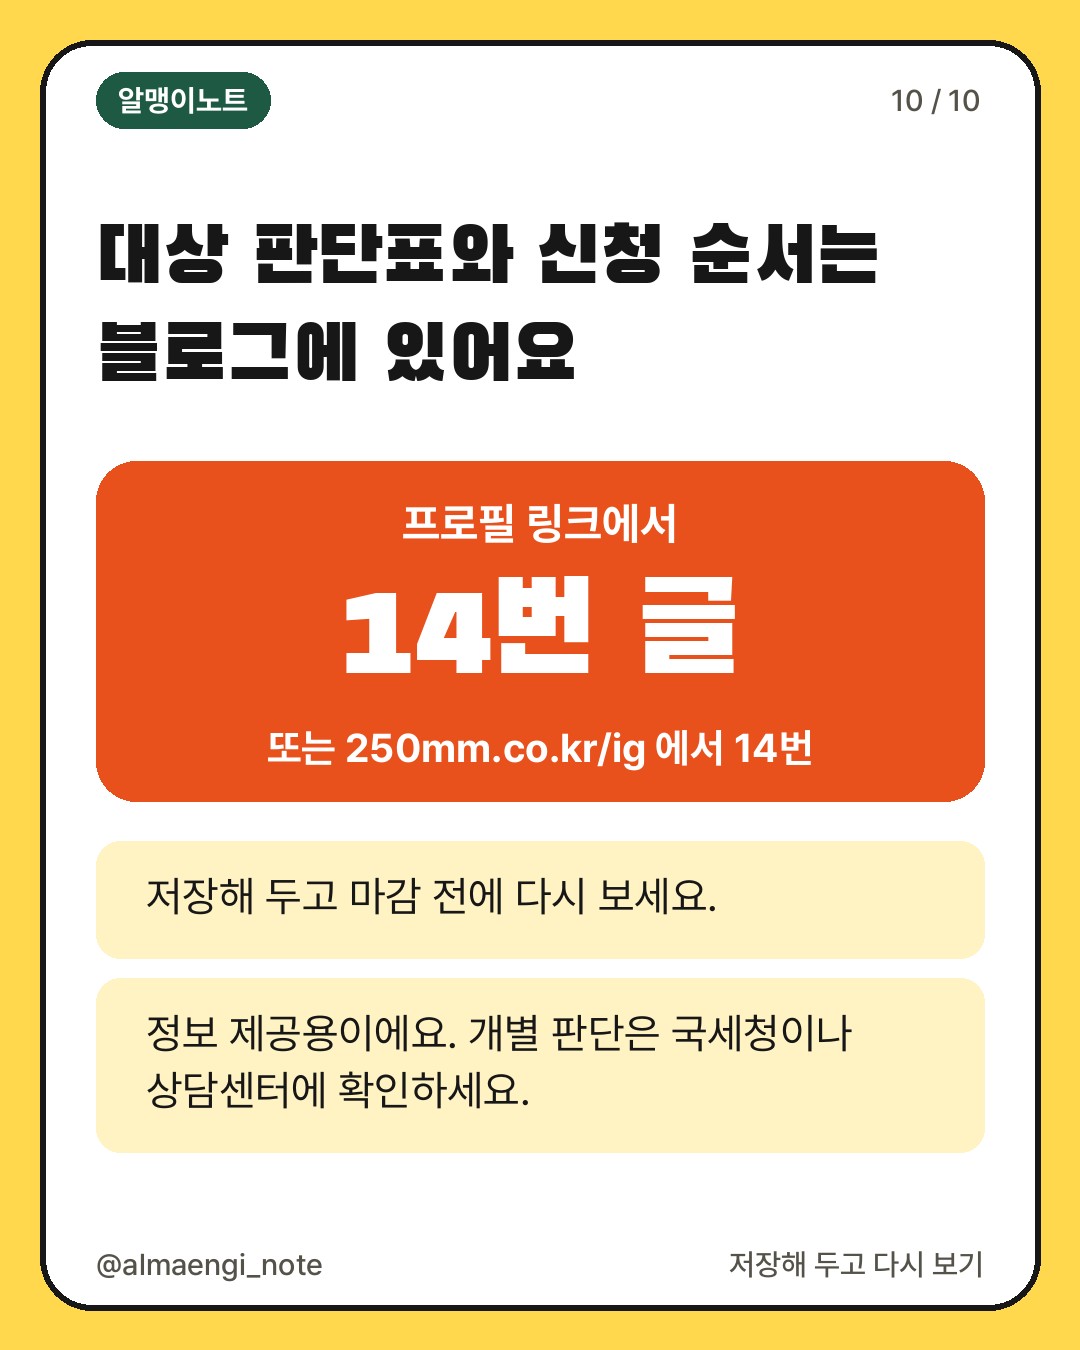 알맹이노트
10 / 10
대상 판단표와 신청 순서는
블로그에 있어요
프로필 링크에서
14번 글
또는 250mm.co.kr/ig 에서 14번
저장해 두고 마감 전에 다시 보세요.
정보 제공용이에요. 개별 판단은 국세청이나
상담센터에 확인하세요.
@almaengi_note
저장해 두고 다시 보기